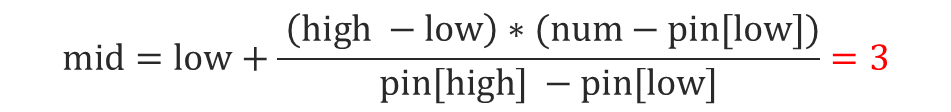 mid = low + (high − low) ∗ (num − pin[low]) / pin[high] − pin[low] = 3